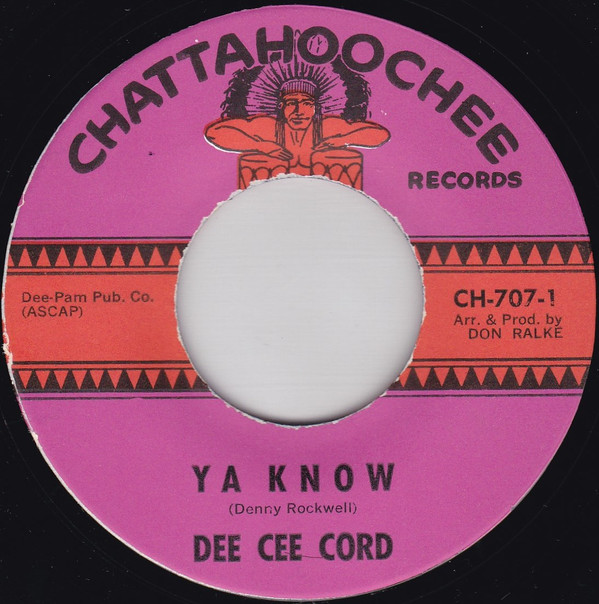 CHATTAHOOCHEE
RECORDS
Dee-Pam Pub. Co.
(ASCAP)
CH-707-1
Arr. & Prod. by
DON RALKE
YA KNOW
(Denny Rockwell)
DEE CEE CORD